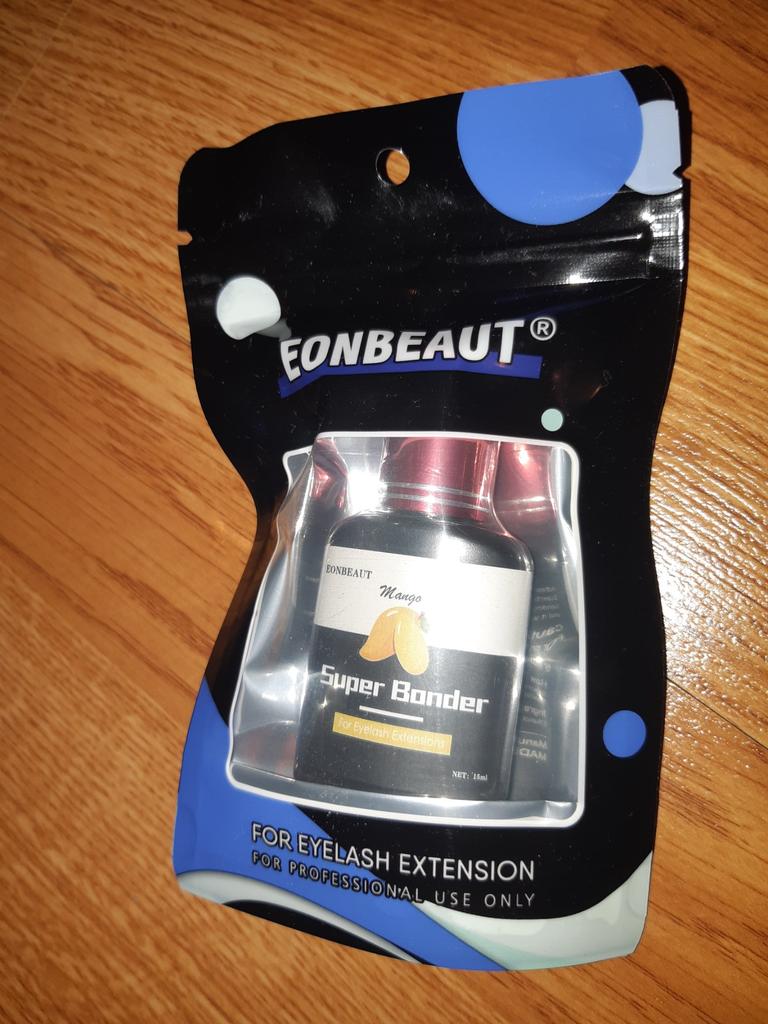 EONBEAUT®
EONBEAUT
Mango
Super Bonder
For Eyelash Extensions
NET: 15ml
FOR EYELASH EXTENSION
FOR PROFESSIONAL USE ONLY